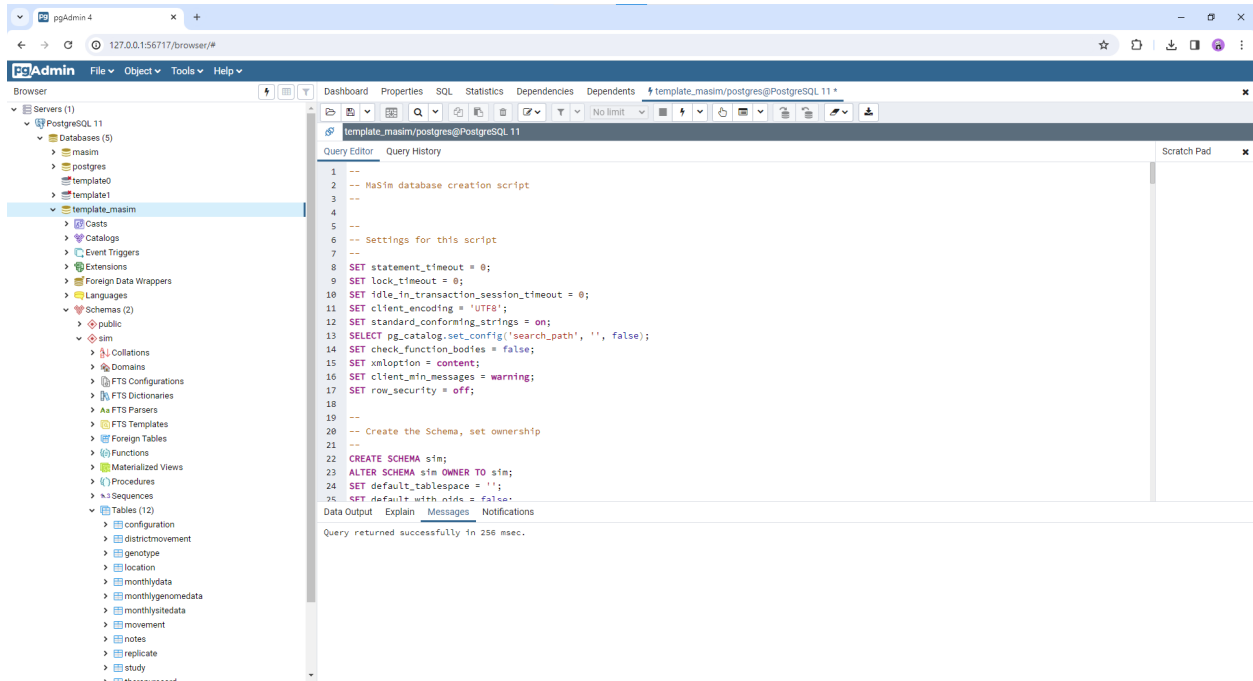 pgAdmin 4
127.0.0.1:56717/browser/#
pgAdmin File Object Tools Help
Browser
Dashboard Properties SQL Statistics Dependencies Dependents template_masim/postgres@PostgreSQL 11 *
No limit
template_masim/postgres@PostgreSQL 11
Query Editor Query History
Scratch Pad
Servers (1)
PostgreSQL 11
Databases (5)
masim
postgres
template0
template1
template_masim
Casts
Catalogs
Event Triggers
Extensions
Foreign Data Wrappers
Languages
Schemas (2)
public
sim
Collations
Domains
FTS Configurations
FTS Dictionaries
Aa FTS Parsers
FTS Templates
Foreign Tables
Functions
Materialized Views
Procedures
1..3 Sequences
Tables (12)
configuration
districtmovement
genotype
location
monthlydata
monthlygenomedata
monthlysitedata
movement
notes
replicate
study
therapyrecord
1 --
2 -- MaSim database creation script
3 --
4
5 --
6 -- Settings for this script
7 --
8 SET statement_timeout = 0;
9 SET lock_timeout = 0;
10 SET idle_in_transaction_session_timeout = 0;
11 SET client_encoding = 'UTF8';
12 SET standard_conforming_strings = on;
13 SELECT pg_catalog.set_config('search_path', '', false);
14 SET check_function_bodies = false;
15 SET xmloption = content;
16 SET client_min_messages = warning;
17 SET row_security = off;
18
19 --
20 -- Create the Schema, set ownership
21 --
22 CREATE SCHEMA sim;
23 ALTER SCHEMA sim OWNER TO sim;
24 SET default_tablespace = '';
25 SET default_with_oids = false;
Data Output Explain Messages Notifications
Query returned successfully in 256 msec.